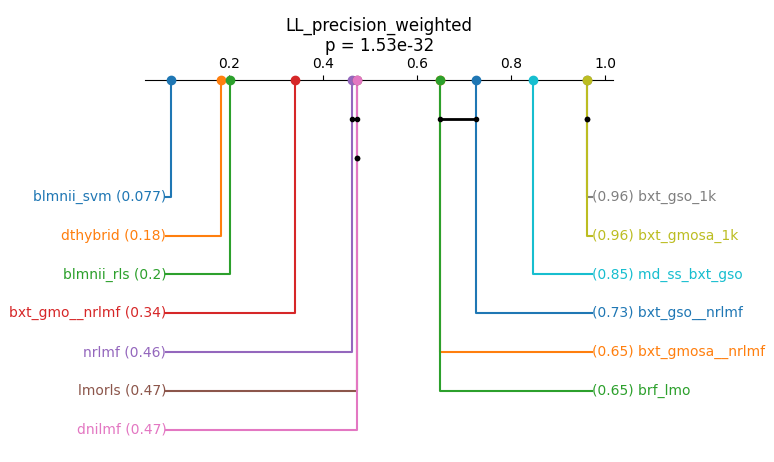 LL_precision_weighted
p = 1.53e-32
0.2 0.4 0.6 0.8 1.0
blmnii_svm (0.077) (0.96) bxt_gso_1k
dthybrid (0.18) (0.96) bxt_gmosa_1k
blmnii_rls (0.2) (0.85) md_ss_bxt_gso
bxt_gmo__nrlmf (0.34) (0.73) bxt_gso__nrlmf
nrlmf (0.46) (0.65) bxt_gmosa__nrlmf
lmorls (0.47) (0.65) brf_lmo
dnilmf (0.47)